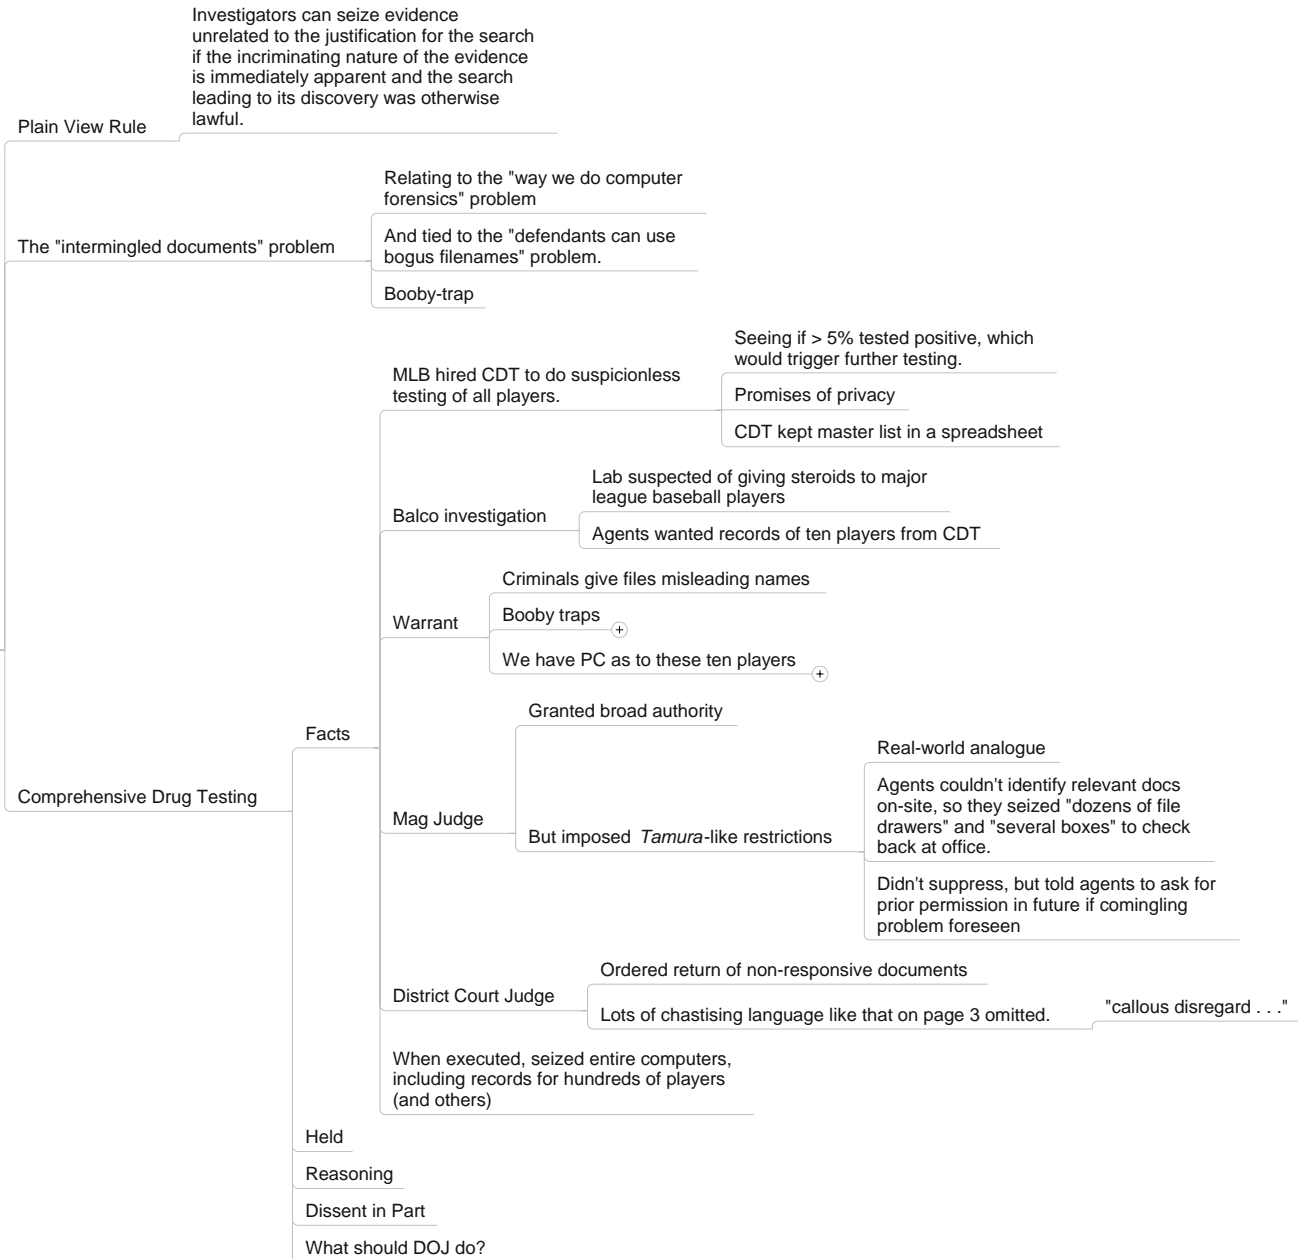 Plain View Rule
Investigators can seize evidence
unrelated to the justification for the search
if the incriminating nature of the evidence
is immediately apparent and the search
leading to its discovery was otherwise
lawful.
The "intermingled documents" problem
Relating to the "way we do computer
forensics" problem
And tied to the "defendants can use
bogus filenames" problem.
Booby-trap
Comprehensive Drug Testing
Facts
MLB hired CDT to do suspicionless
testing of all players.
Seeing if > 5% tested positive, which
would trigger further testing.
Promises of privacy
CDT kept master list in a spreadsheet
Balco investigation
Lab suspected of giving steroids to major
league baseball players
Agents wanted records of ten players from CDT
Warrant
Criminals give files misleading names
Booby traps
We have PC as to these ten players
Mag Judge
Granted broad authority
But imposed Tamura-like restrictions
Real-world analogue
Agents couldn't identify relevant docs
on-site, so they seized "dozens of file
drawers" and "several boxes" to check
back at office.
Didn't suppress, but told agents to ask for
prior permission in future if comingling
problem foreseen
District Court Judge
Ordered return of non-responsive documents
Lots of chastising language like that on page 3 omitted.
"callous disregard . . ."
When executed, seized entire computers,
including records for hundreds of players
(and others)
Held
Reasoning
Dissent in Part
What should DOJ do?